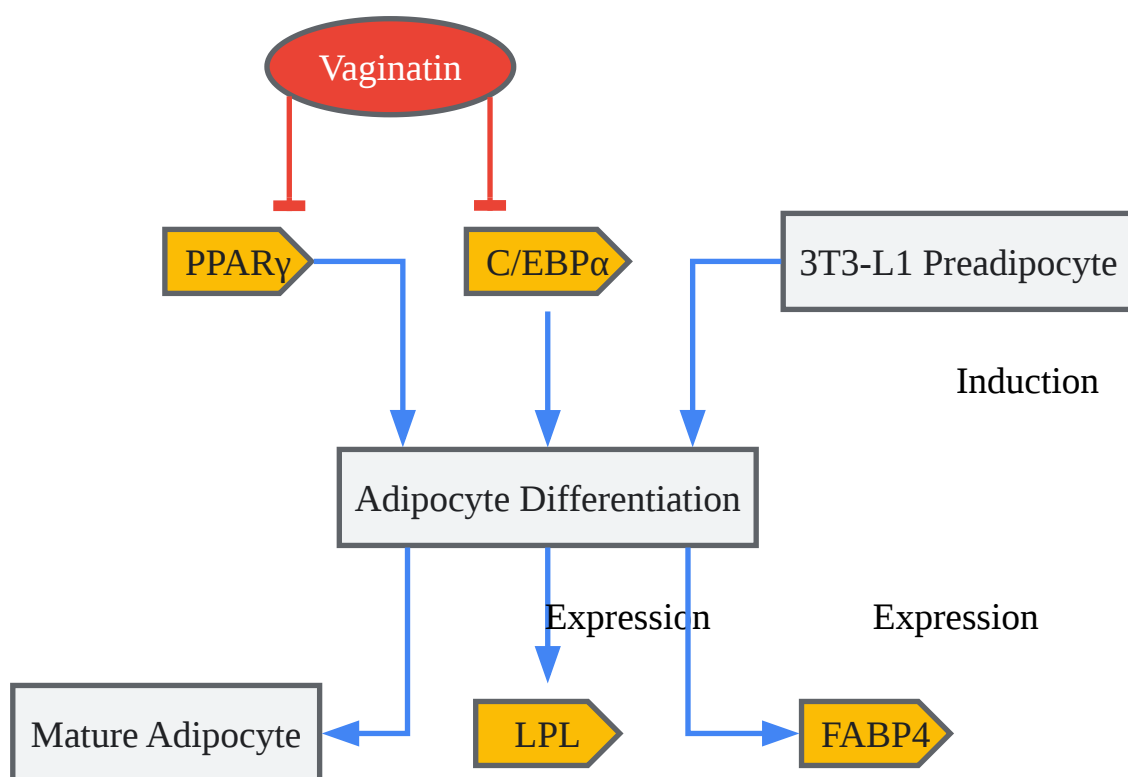 Vaginatin
PPARγ
C/EBPα
3T3-L1 Preadipocyte
Induction
Adipocyte Differentiation
Expression
Expression
Mature Adipocyte
LPL
FABP4